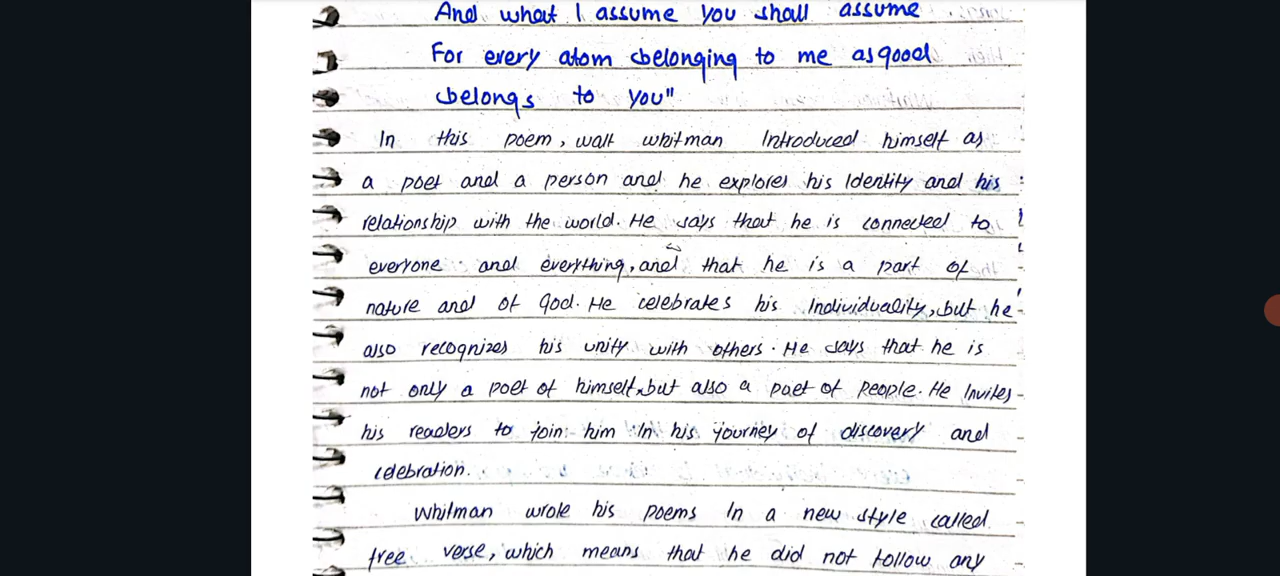 And what I assume you shall assume
For every atom belonging to me as good
belongs to you"
In this poem, walt whitman Introduced himself as
a poet and a person and he explores his Identity and his
relationship with the world. He says that he is connected to
everyone and everything, and that he is a part of
nature and of god. He celebrates his Individuality, but he
also recognizes his unity with others. He says that he is
not only a poet of himself, but also a poet of people. He Invites
his readers to join him In his journey of discovery and
celebration.
Whitman wrote his poems In a new style called
free verse, which means that he did not follow any